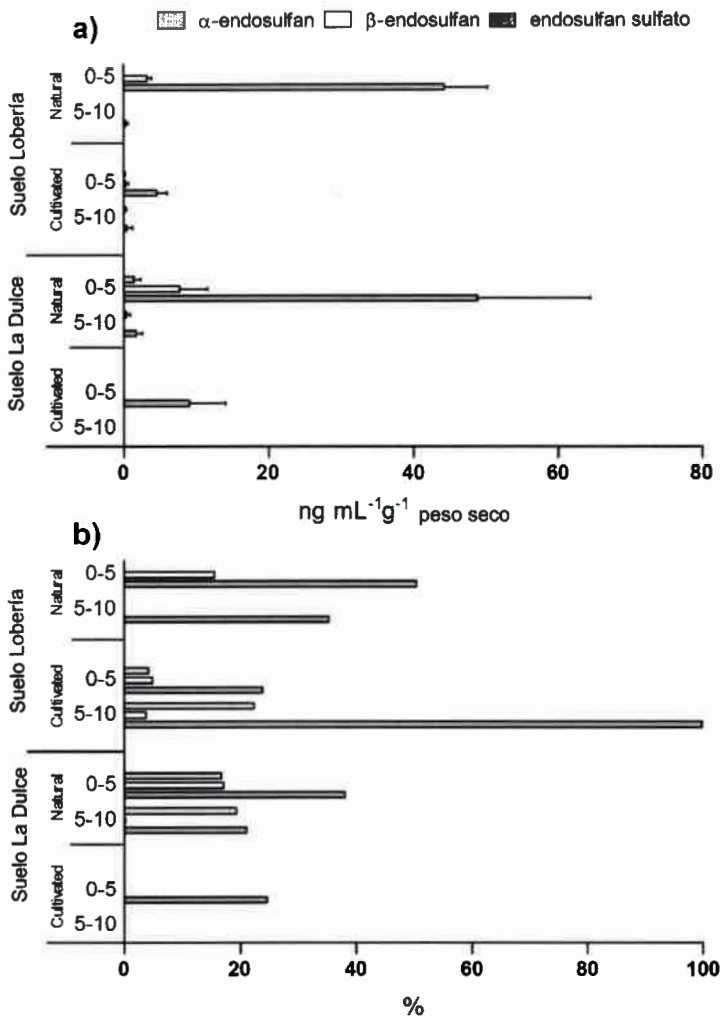 a)
α-endosulfan β-endosulfan endosulfan sulfato
Suelo Lobería
Natural
0-5
5-10
Cultivated
0-5
5-10
Suelo La Dulce
Natural
0-5
5-10
Cultivated
0-5
5-10
0 20 40 60 80
ng mL⁻¹g⁻¹ peso seco
b)
Suelo Lobería
Natural
0-5
5-10
Cultivated
0-5
5-10
Suelo La Dulce
Natural
0-5
5-10
Cultivated
0-5
5-10
0 20 40 60 80 100
%